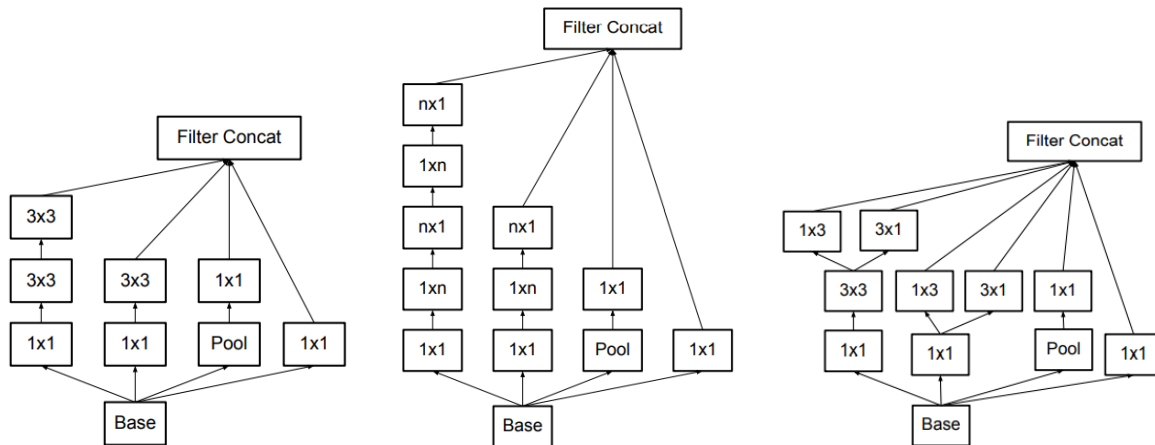 Filter Concat
3x3
3x3 3x3 1x1
1x1 1x1 Pool 1x1
Base
Filter Concat
nx1
1xn
nx1 nx1
1xn 1xn 1x1
1x1 1x1 Pool 1x1
Base
Filter Concat
1x3 3x1
3x3 1x3 3x1 1x1
1x1 1x1 Pool 1x1
Base